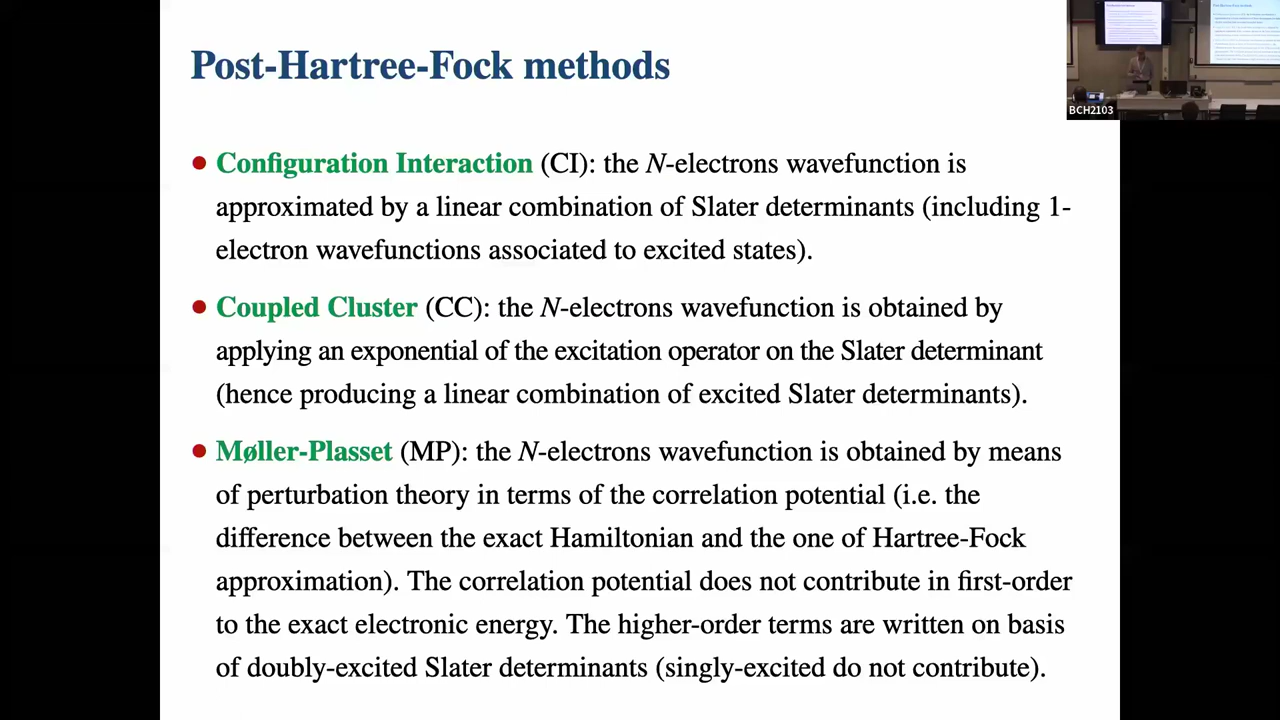 Post-Hartree-Fock methods
BCH2103
• Configuration Interaction (CI): the N-electrons wavefunction is
approximated by a linear combination of Slater determinants (including 1-
electron wavefunctions associated to excited states).
• Coupled Cluster (CC): the N-electrons wavefunction is obtained by
applying an exponential of the excitation operator on the Slater determinant
(hence producing a linear combination of excited Slater determinants).
• Møller-Plasset (MP): the N-electrons wavefunction is obtained by means
of perturbation theory in terms of the correlation potential (i.e. the
difference between the exact Hamiltonian and the one of Hartree-Fock
approximation). The correlation potential does not contribute in first-order
to the exact electronic energy. The higher-order terms are written on basis
of doubly-excited Slater determinants (singly-excited do not contribute).